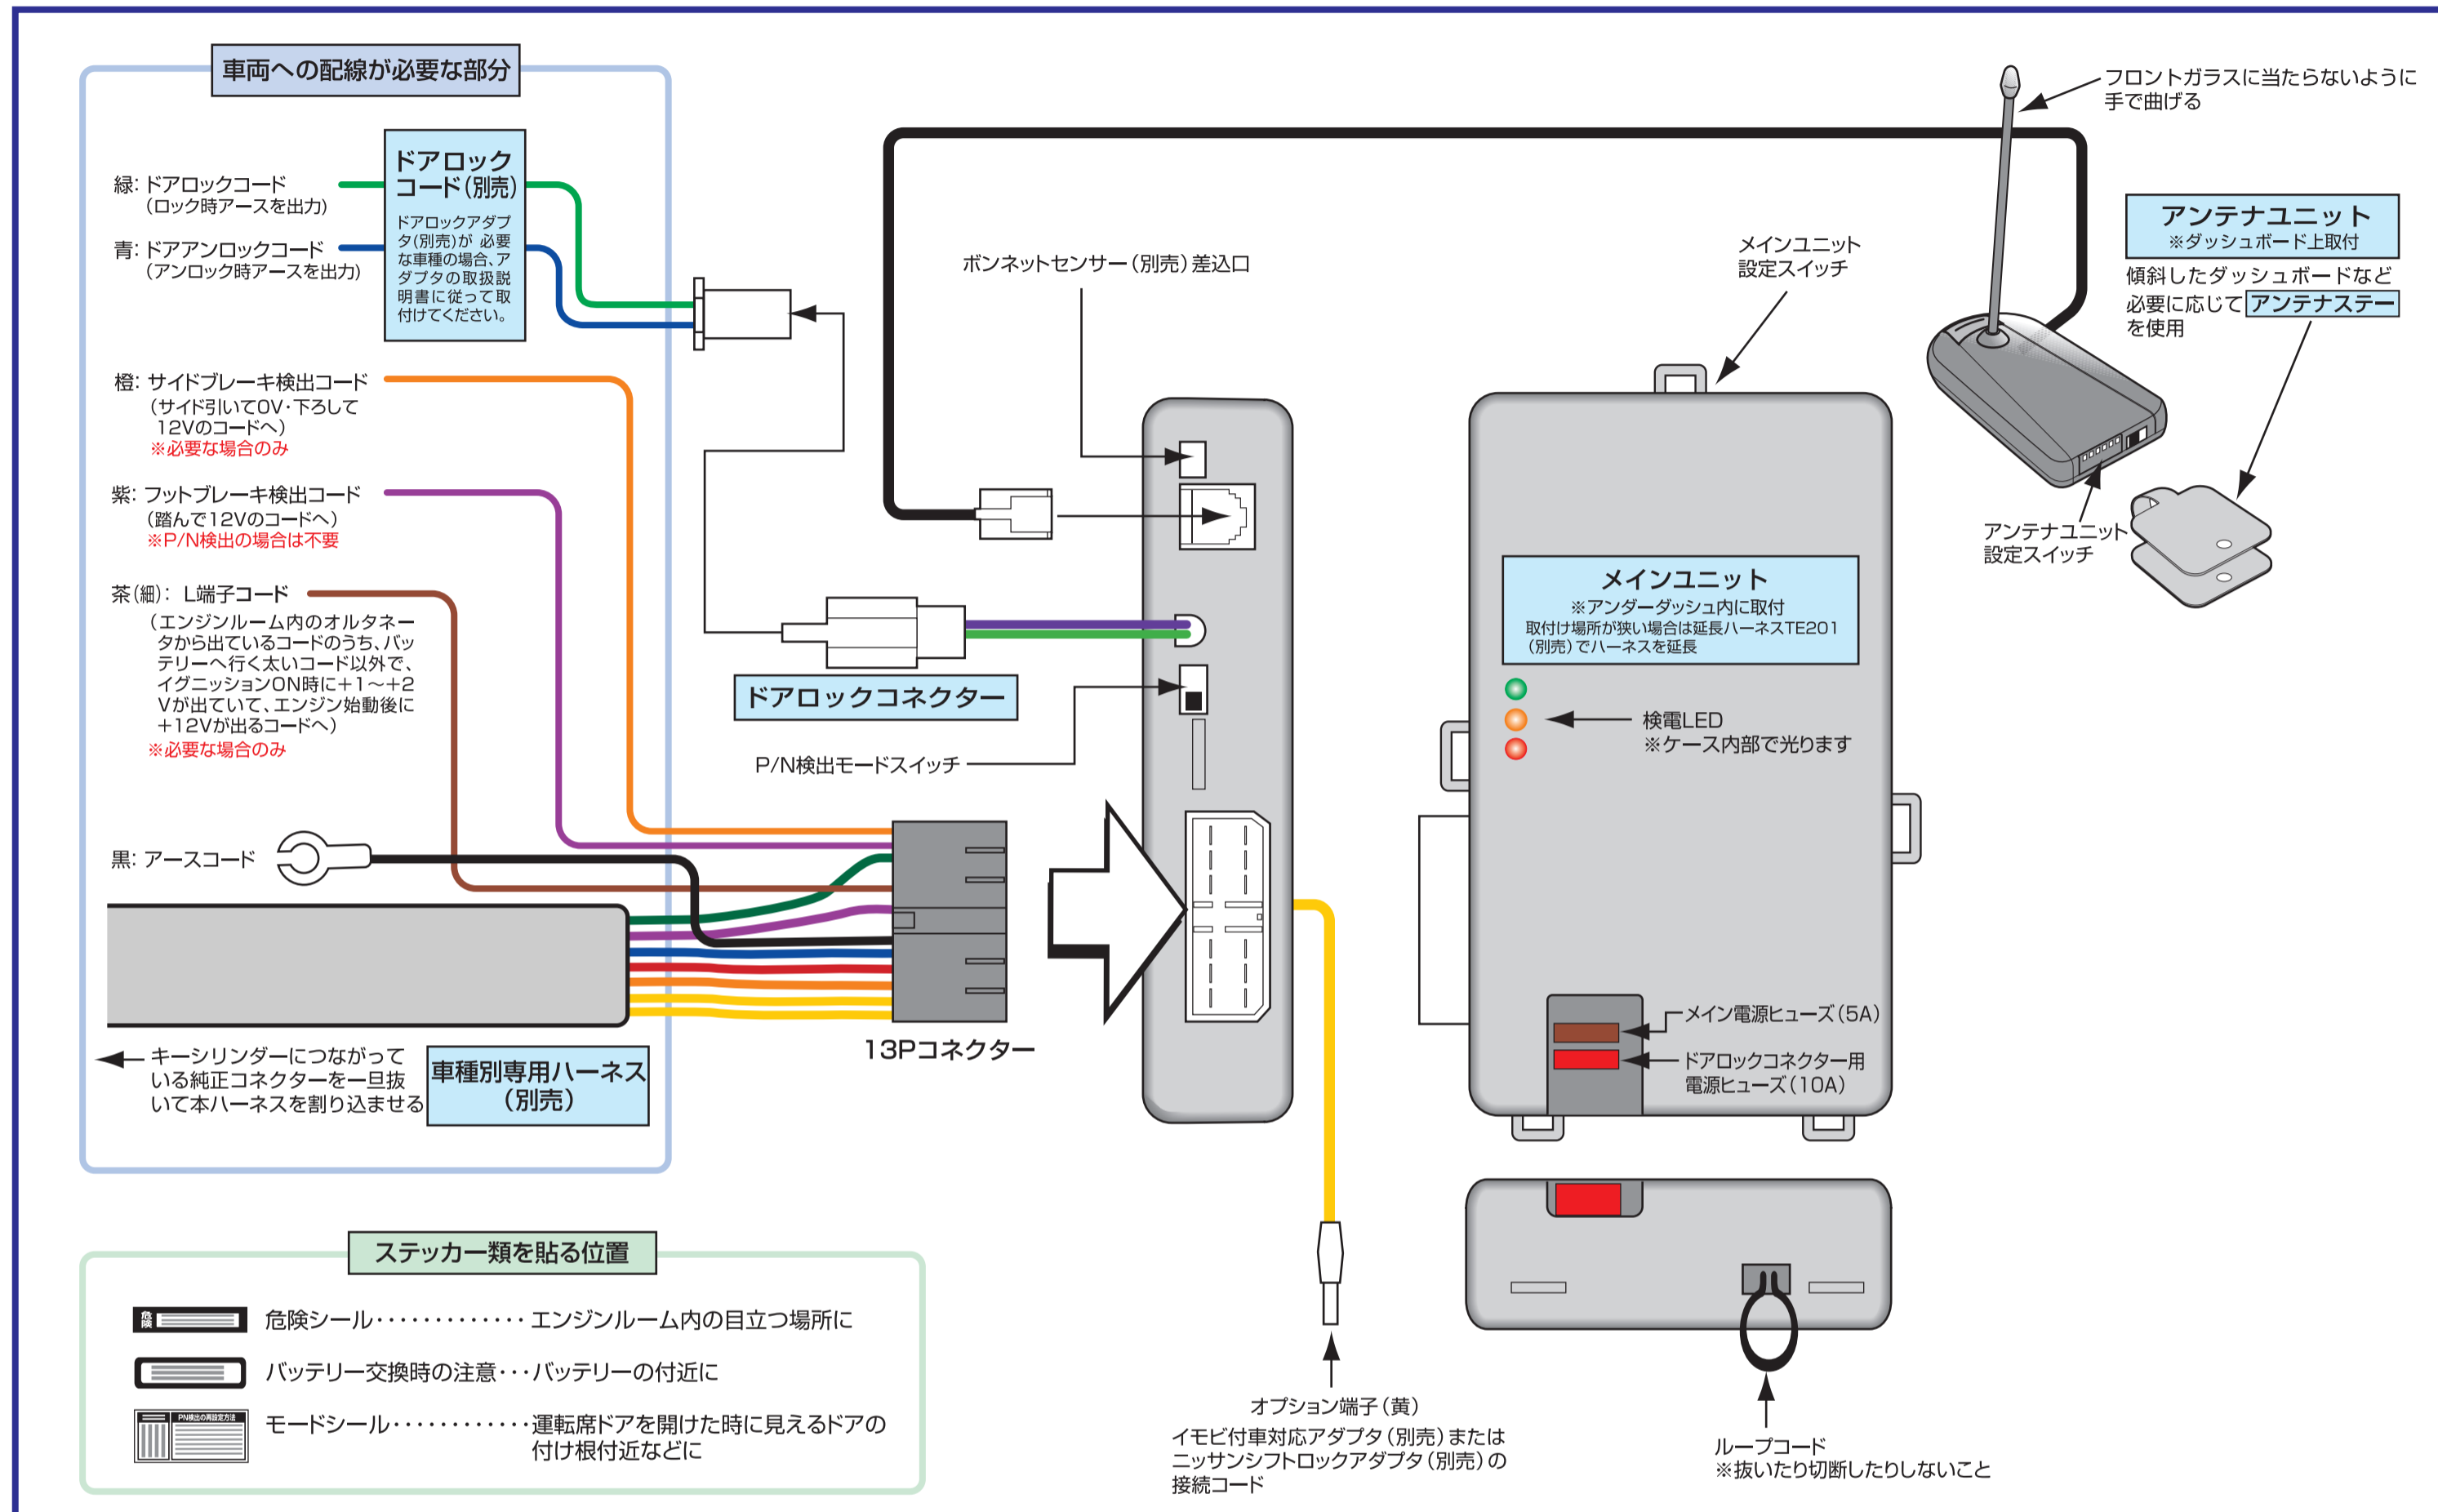 車両への配線が必要な部分
緑：ドアロックコード
（ロック時アースを出力）
青：ドアアンロックコード
（アンロック時アースを出力）
ドアロック
コード（別売）
ドアロックアダプ
タ(別売)が 必要
な車種の場合、ア
ダプタの取扱説
明書に従って取
付けてください。
橙：サイドブレーキ検出コード
（サイド引いて0V・下ろして
12Vのコードへ）
※必要な場合のみ
紫：フットブレーキ検出コード
（踏んで12Vのコードへ）
※P/N検出の場合は不要
茶（細）：L端子コード
（エンジンルーム内のオルタネー
タから出ているコードのうち、バッ
テリーへ行く太いコード以外で、
イグニッションON時に＋1～＋2
Vが出ていて、エンジン始動後に
＋12Vが出るコードへ）
※必要な場合のみ
黒：アースコード
キーシリンダーにつながって
いる純正コネクターを一旦抜
いて本ハーネスを割り込ませる
車種別専用ハーネス
（別売）
13Pコネクター
ボンネットセンサー（別売）差込口
ドアロックコネクター
P/N検出モードスイッチ
メインユニット
設定スイッチ
メインユニット
※アンダーダッシュ内に取付
取付け場所が狭い場合は延長ハーネスTE201
（別売）でハーネスを延長
検電LED
※ケース内部で光ります
メイン電源ヒューズ（5A）
ドアロックコネクター用
電源ヒューズ（10A）
フロントガラスに当たらないように
手で曲げる
アンテナユニット
※ダッシュボード上取付
傾斜したダッシュボードなど
必要に応じて アンテナステー
を使用
アンテナユニット
設定スイッチ
オプション端子（黄）
イモビ付車対応アダプタ（別売）または
ニッサンシフトロックアダプタ（別売）の
接続コード
ループコード
※抜いたり切断したりしないこと
ステッカー類を貼る位置
危険
危険シール・・・・・・・・・・・・・エンジンルーム内の目立つ場所に
バッテリー交換時の注意・・・バッテリーの付近に
PN検出の再設定方法
モードシール・・・・・・・・・・・・運転席ドアを開けた時に見えるドアの
付け根付近などに